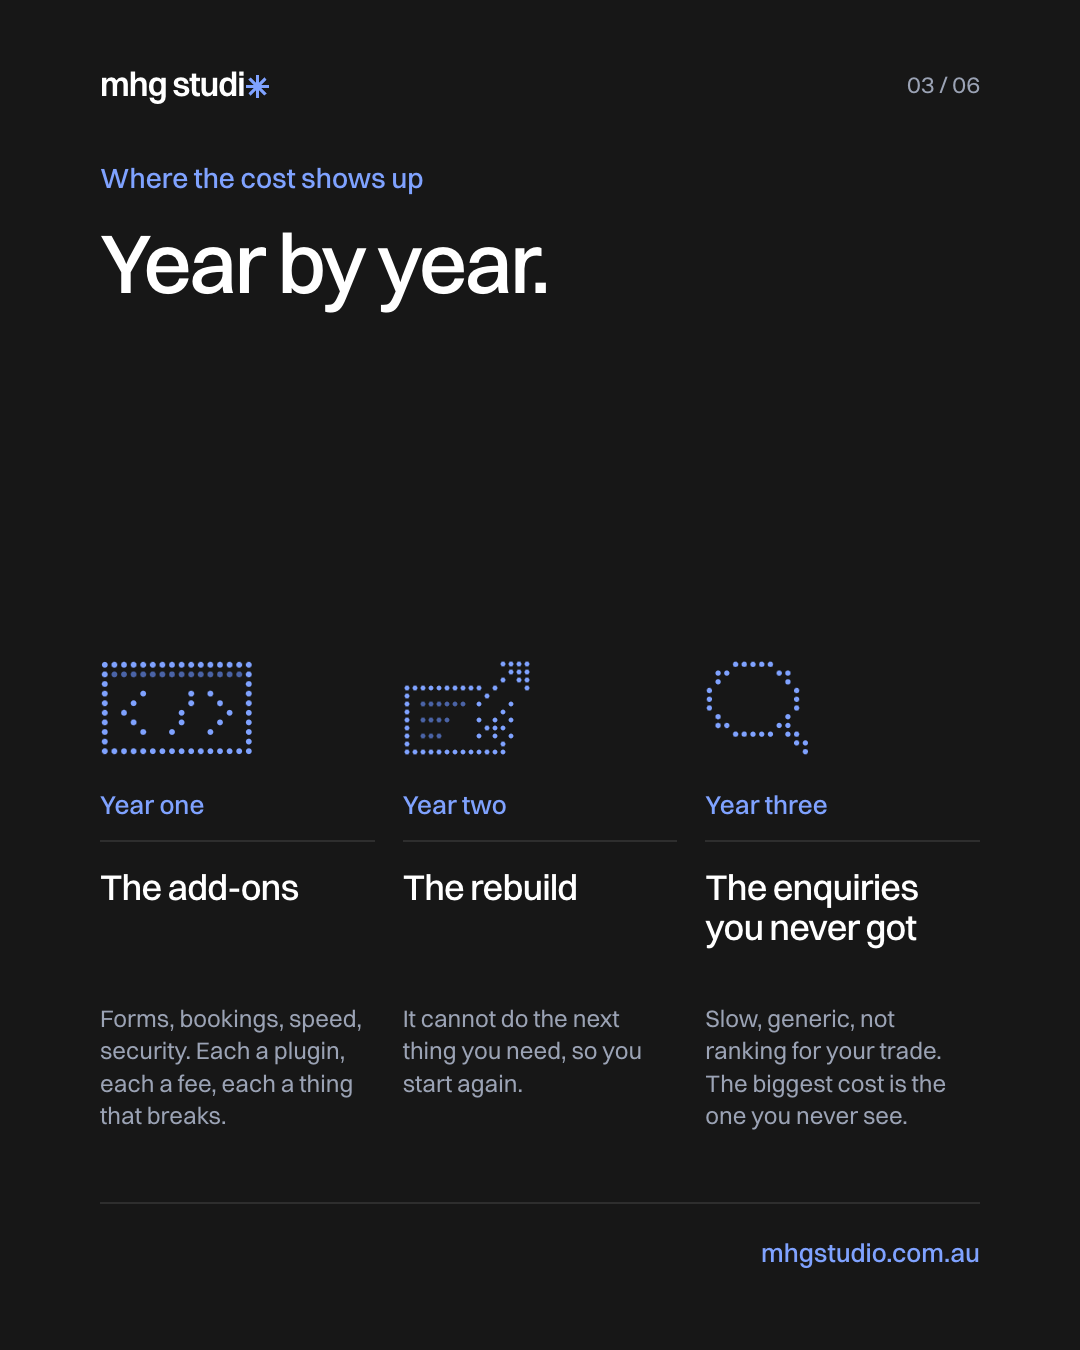 mhg studi*
03 / 06
Where the cost shows up
Year by year.
</>
Year one
The add-ons
Forms, bookings, speed,
security. Each a plugin,
each a fee, each a thing
that breaks.
Year two
The rebuild
It cannot do the next
thing you need, so you
start again.
Year three
The enquiries
you never got
Slow, generic, not
ranking for your trade.
The biggest cost is the
one you never see.
mhgstudio.com.au